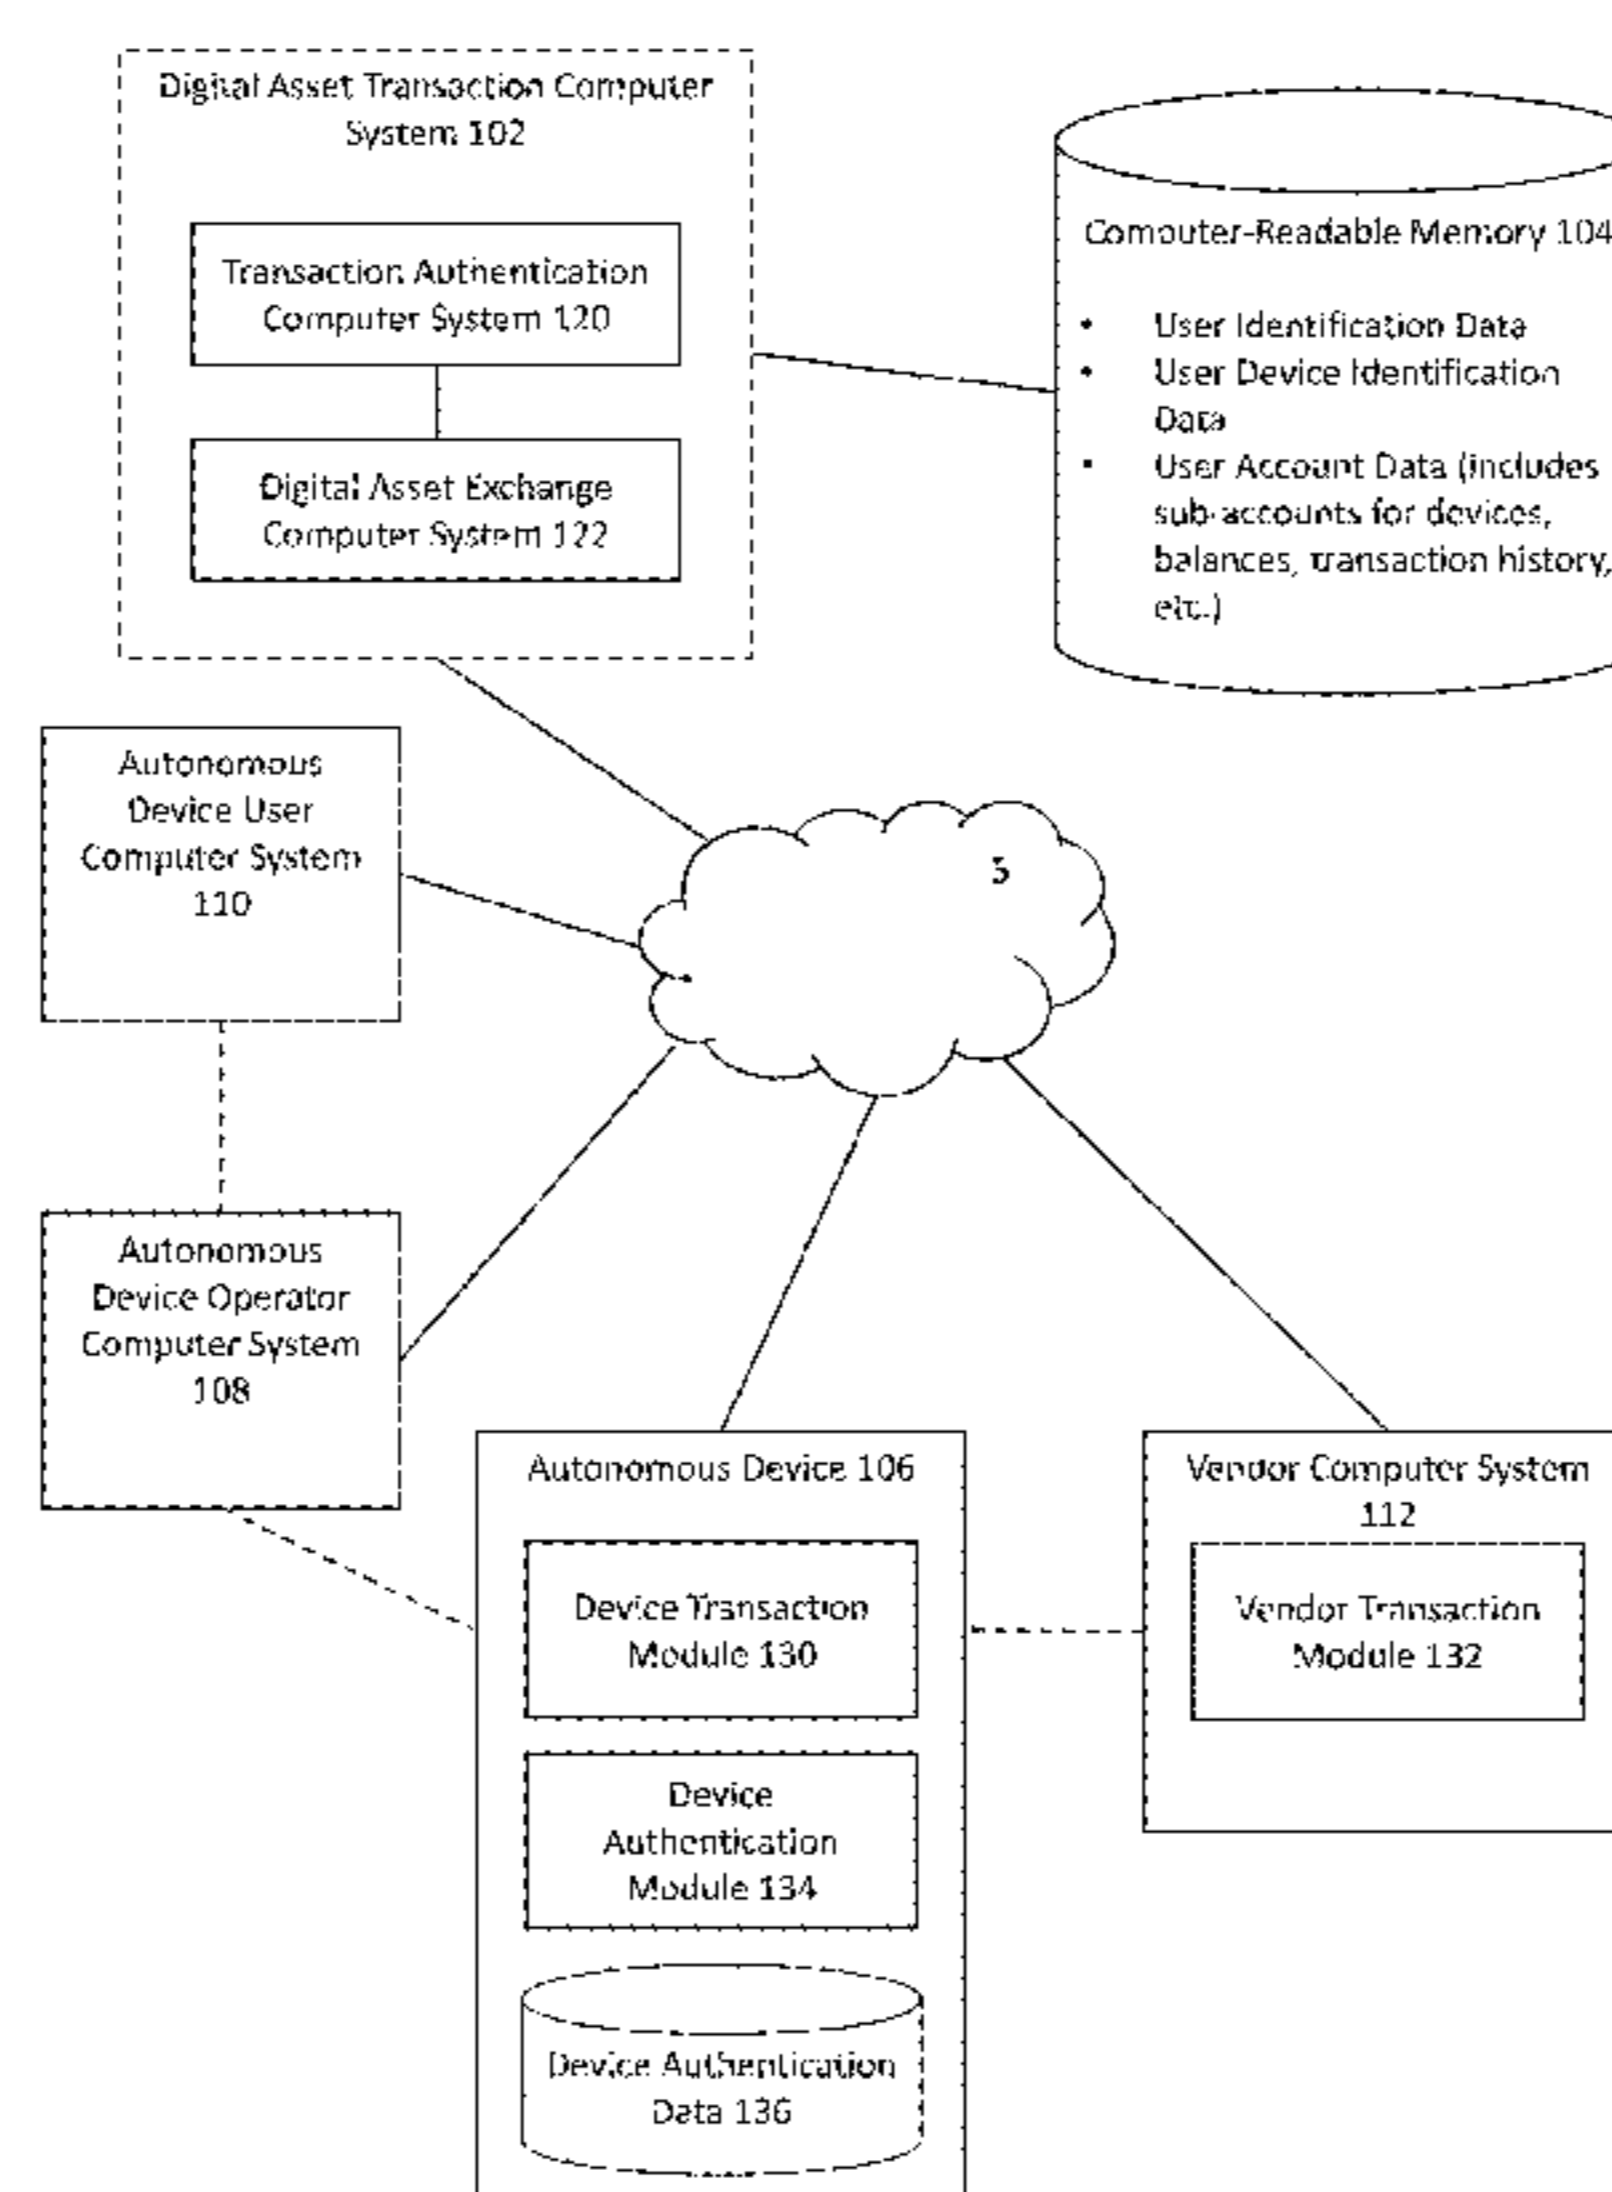 Digital Asset Transaction Computer
System 102
Transaction Authentication
Computer System 120
Digital Asset Exchange
Computer System 122
Computer-Readable Memory 104
• User Identification Data
• User Device Identification
Data
• User Account Data (includes
sub-accounts for devices,
balances, transaction history,
etc.)
Autonomous
Device User
Computer System
110
5
Autonomous
Device Operator
Computer System
108
Autonomous Device 106
Device Transaction
Module 130
Device
Authentication
Module 134
Device Authentication
Data 136
Vendor Computer System
112
Vendor Transaction
Module 132